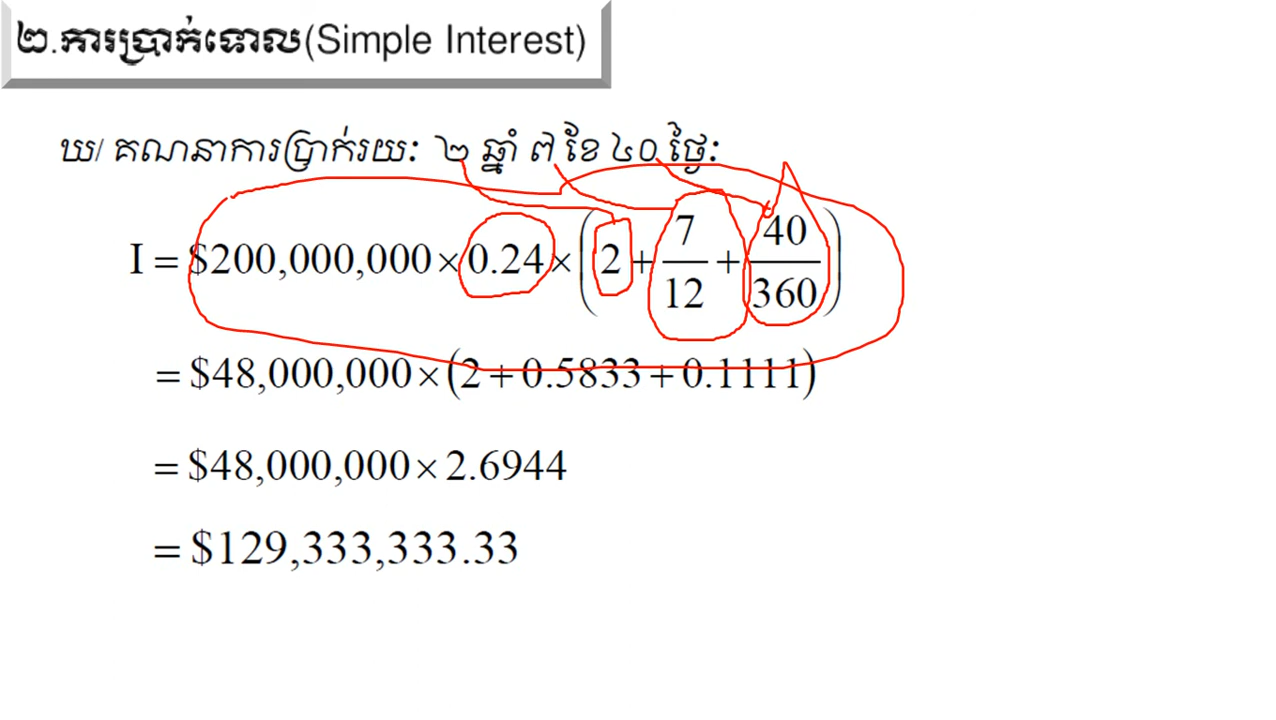 ២.ការប្រាក់ទោល(Simple Interest)
ឃ/ គណនាការប្រាក់រយៈ ២ ឆ្នាំ ៧ ខែ ៤០ ថ្ងៃៈ
I = $200,000,000 × 0.24 × (2 + 7/12 + 40/360)
= $48,000,000 × (2 + 0.5833 + 0.1111)
= $48,000,000 × 2.6944
= $129,333,333.33